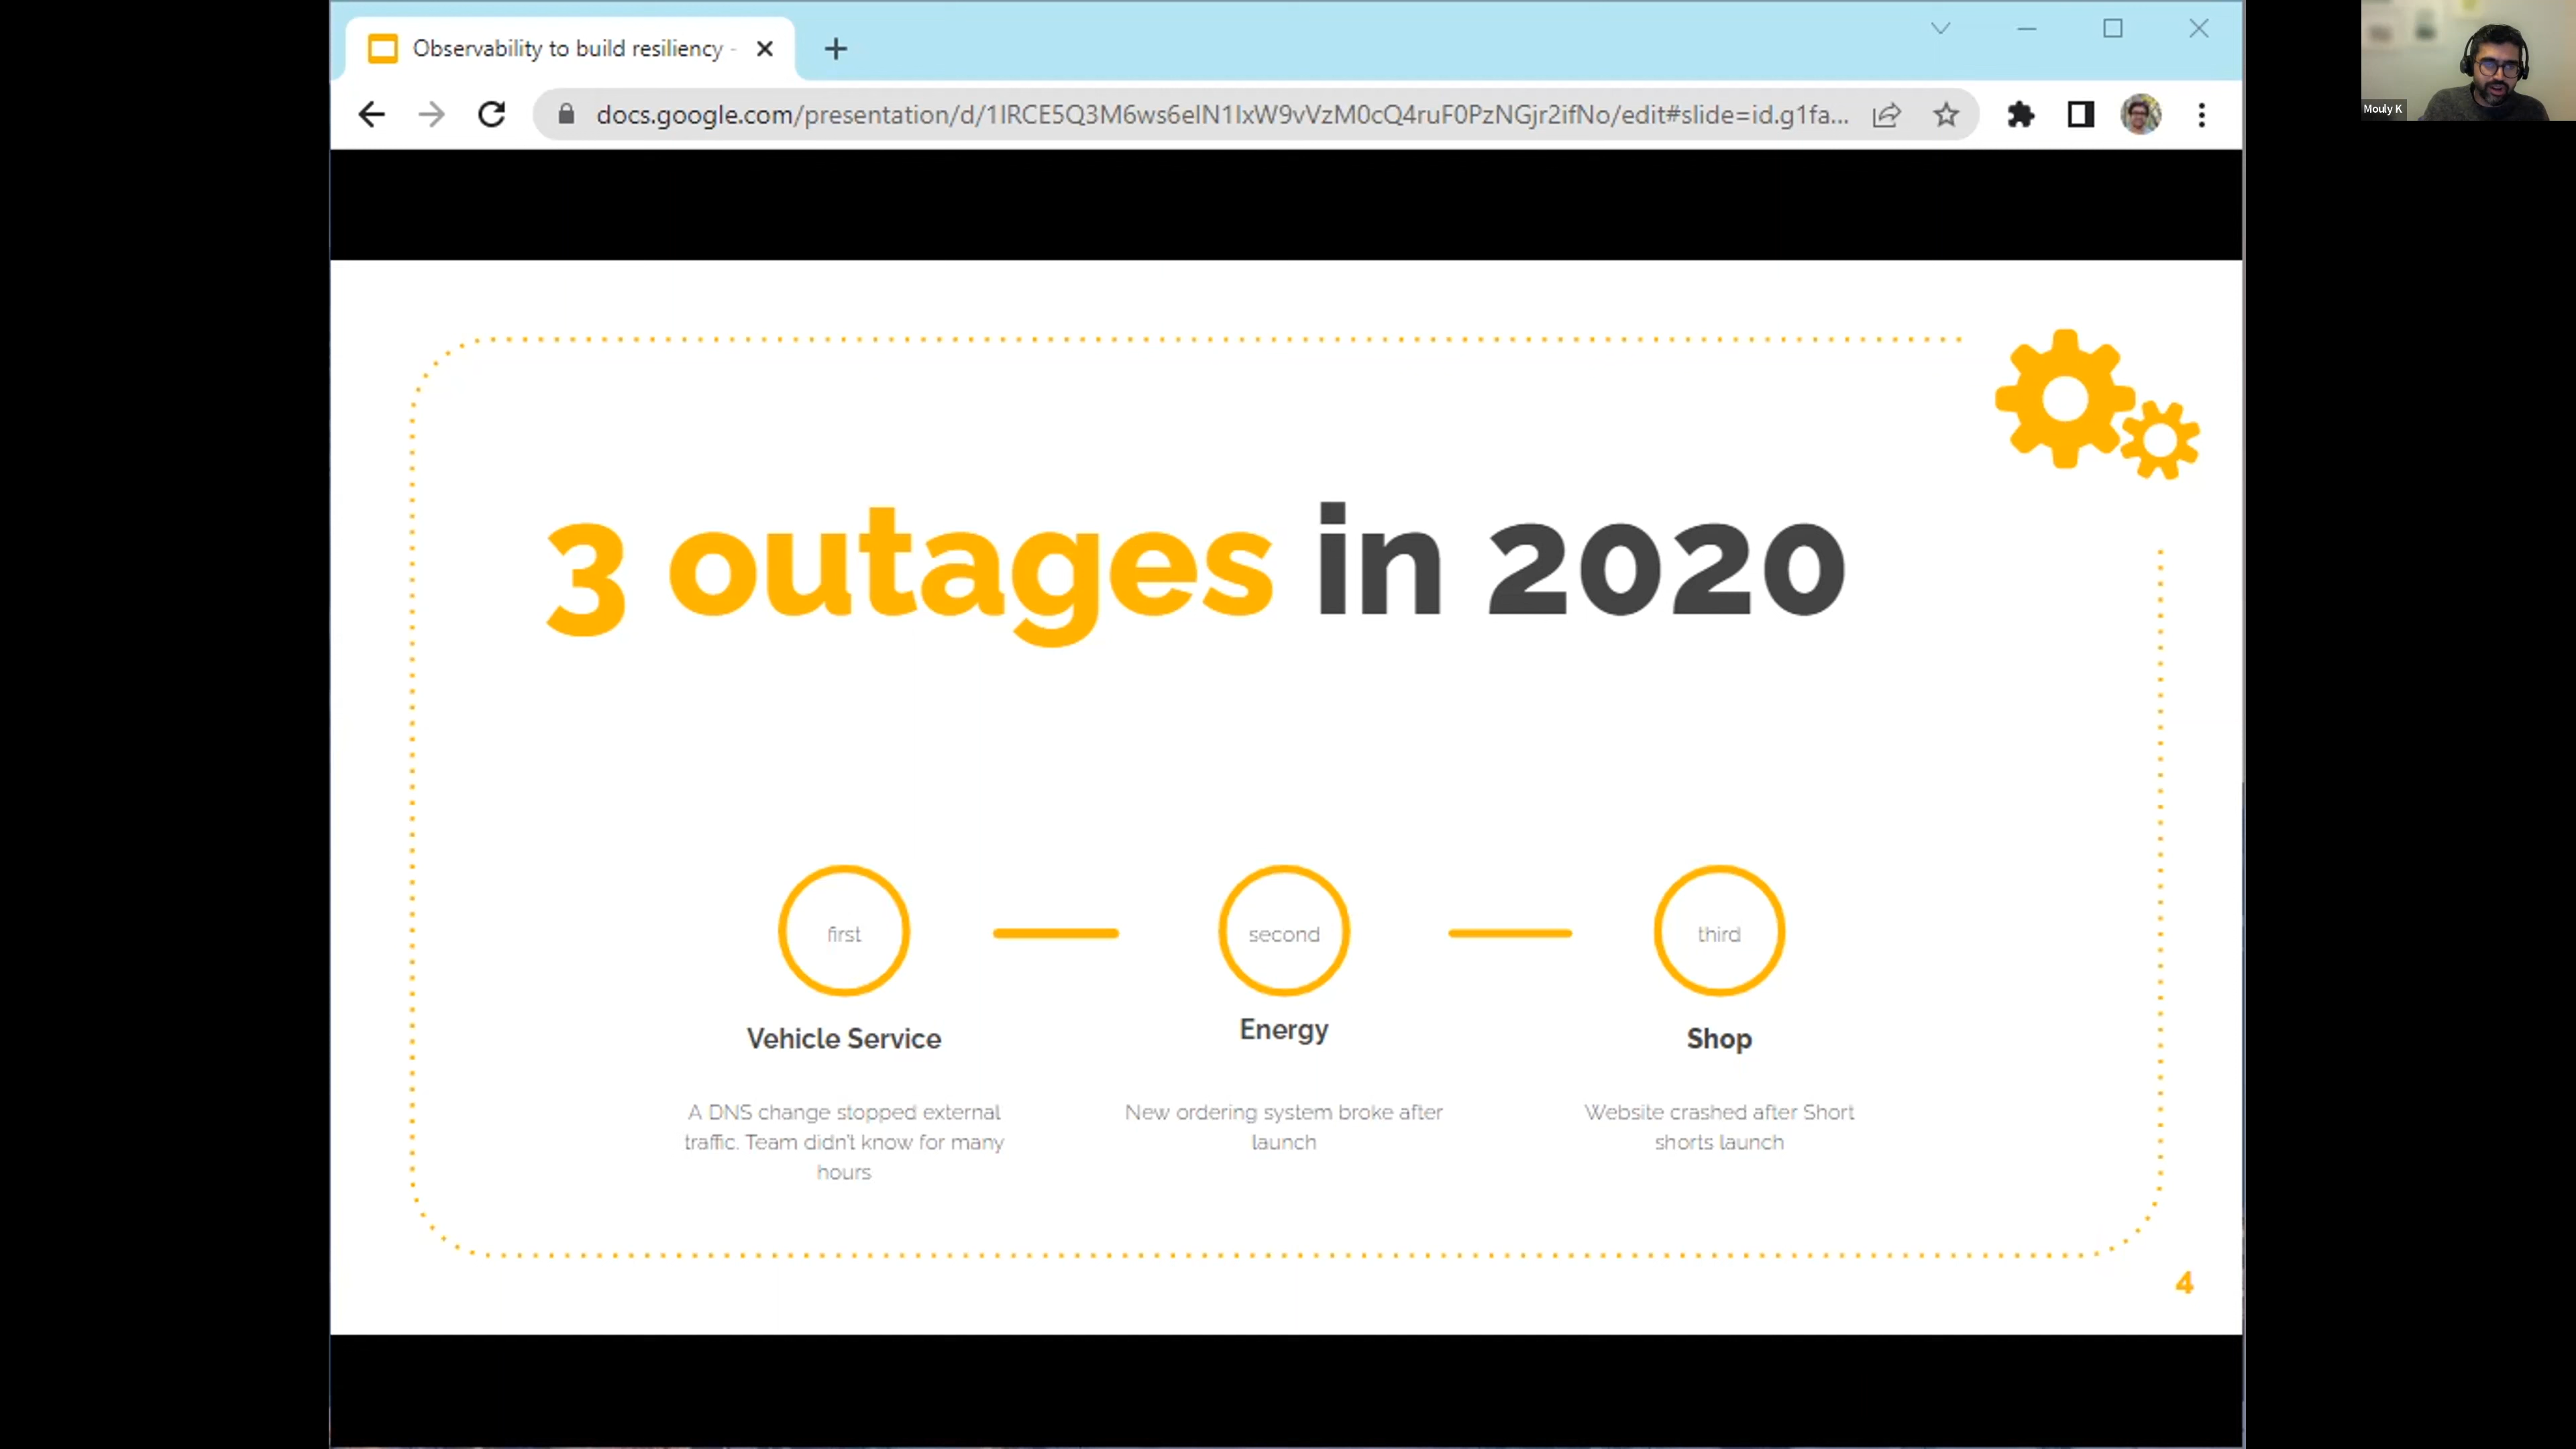 Observability to build resiliency -
docs.google.com/presentation/d/1IRCE5Q3M6ws6eIN1IxW9vVzM0cQ4ruF0PzNGjr2ifNo/edit#slide=id.g1fa...
Mouly K
3 outages in 2020
first
second
third
Vehicle Service
Energy
Shop
A DNS change stopped external
traffic. Team didn't know for many
hours
New ordering system broke after
launch
Website crashed after Short
shorts launch
4